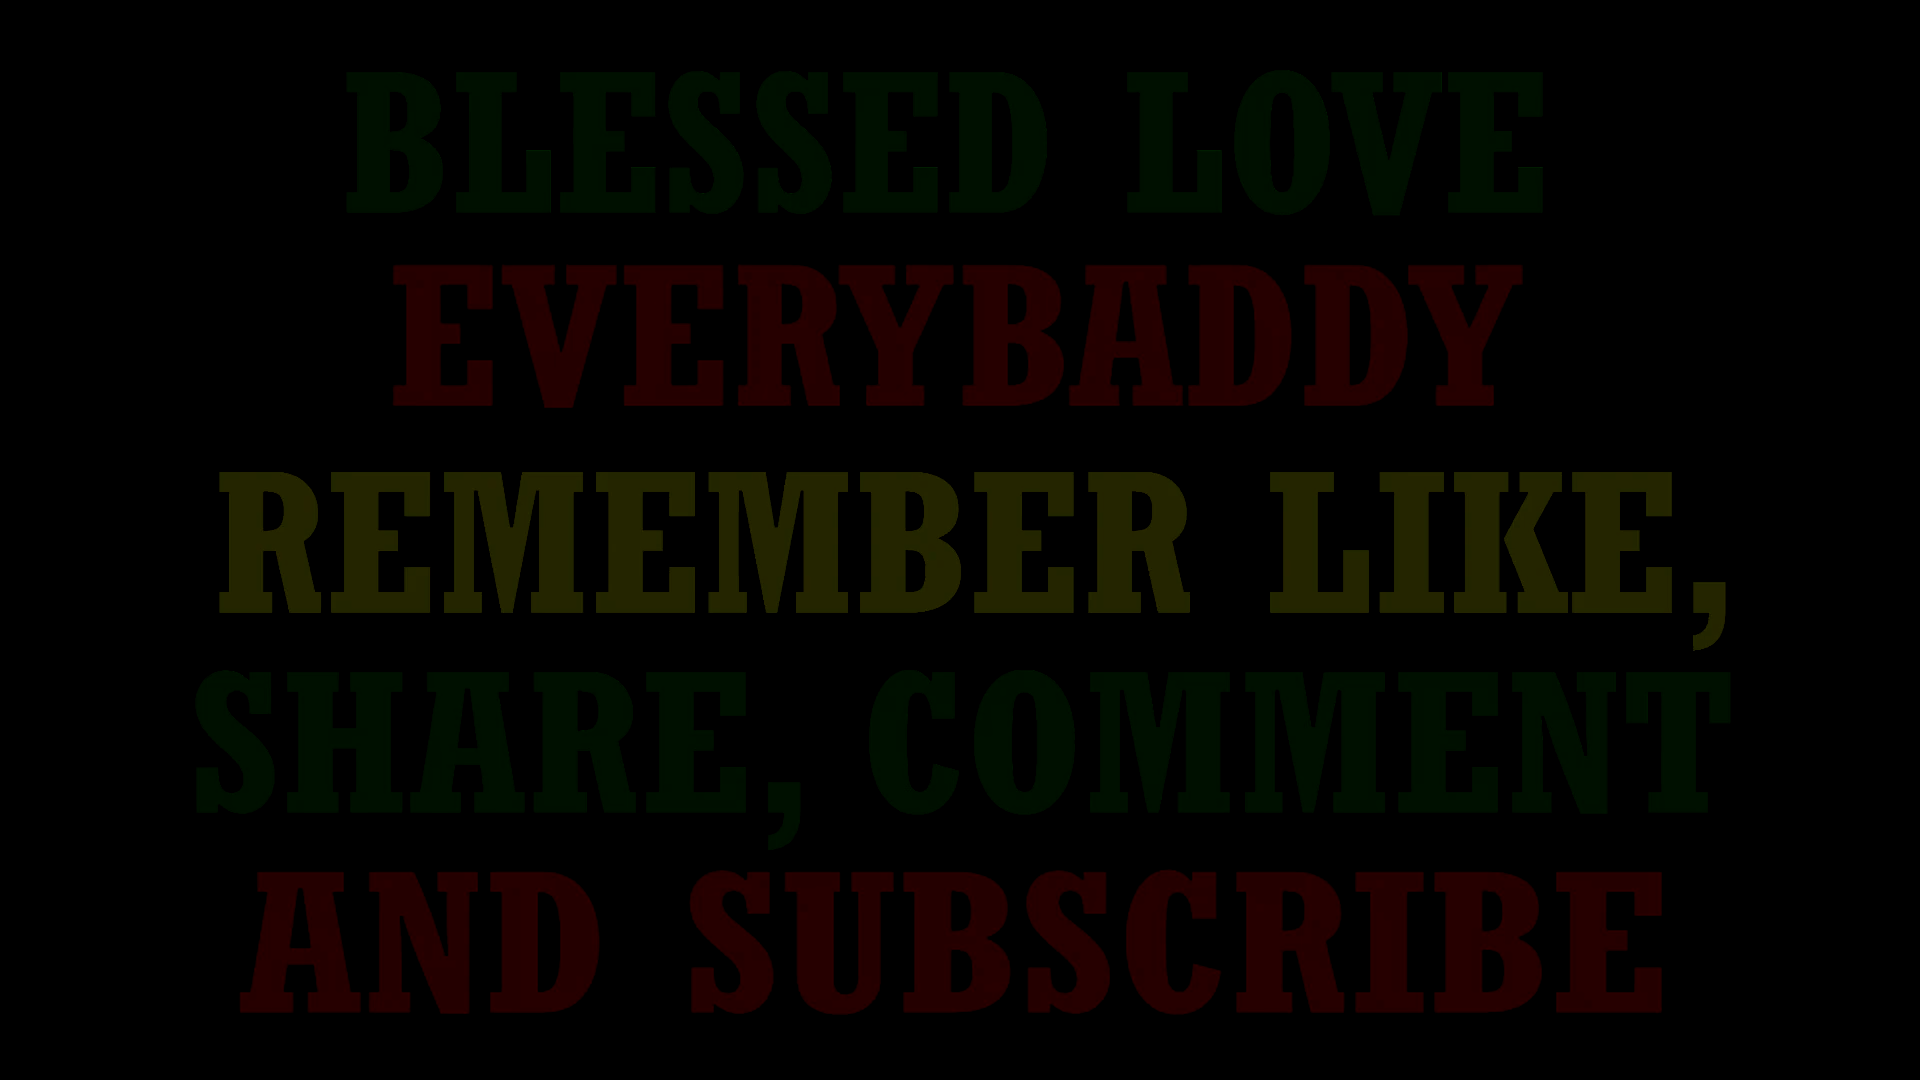 BLESSED LOVE
EVERYBADDY
REMEMBER LIKE,
SHARE, COMMENT
AND SUBSCRIBE